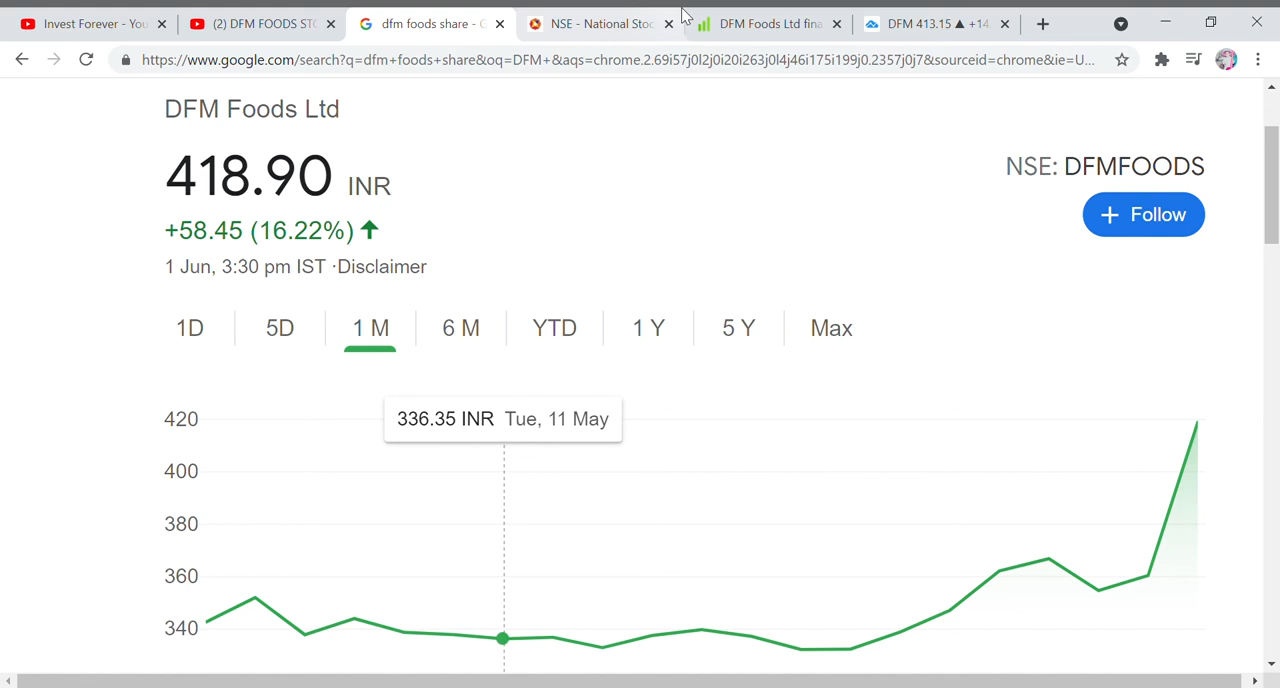 Invest Forever - You
(2) DFM FOODS STO
dfm foods share - G
NSE - National Stoc
DFM Foods Ltd fina
DFM 413.15 ▲ +14
https://www.google.com/search?q=dfm+foods+share&oq=DFM+&aqs=chrome.2.69i57j0l2j0i20i263j0l4j46i175i199j0.2357j0j7&sourceid=chrome&ie=U...
DFM Foods Ltd
418.90 INR
NSE: DFMFOODS
+58.45 (16.22%)
+ Follow
1 Jun, 3:30 pm IST ·Disclaimer
1D 5D 1 M 6 M YTD 1 Y 5 Y Max
420
336.35 INR Tue, 11 May
400
380
360
340